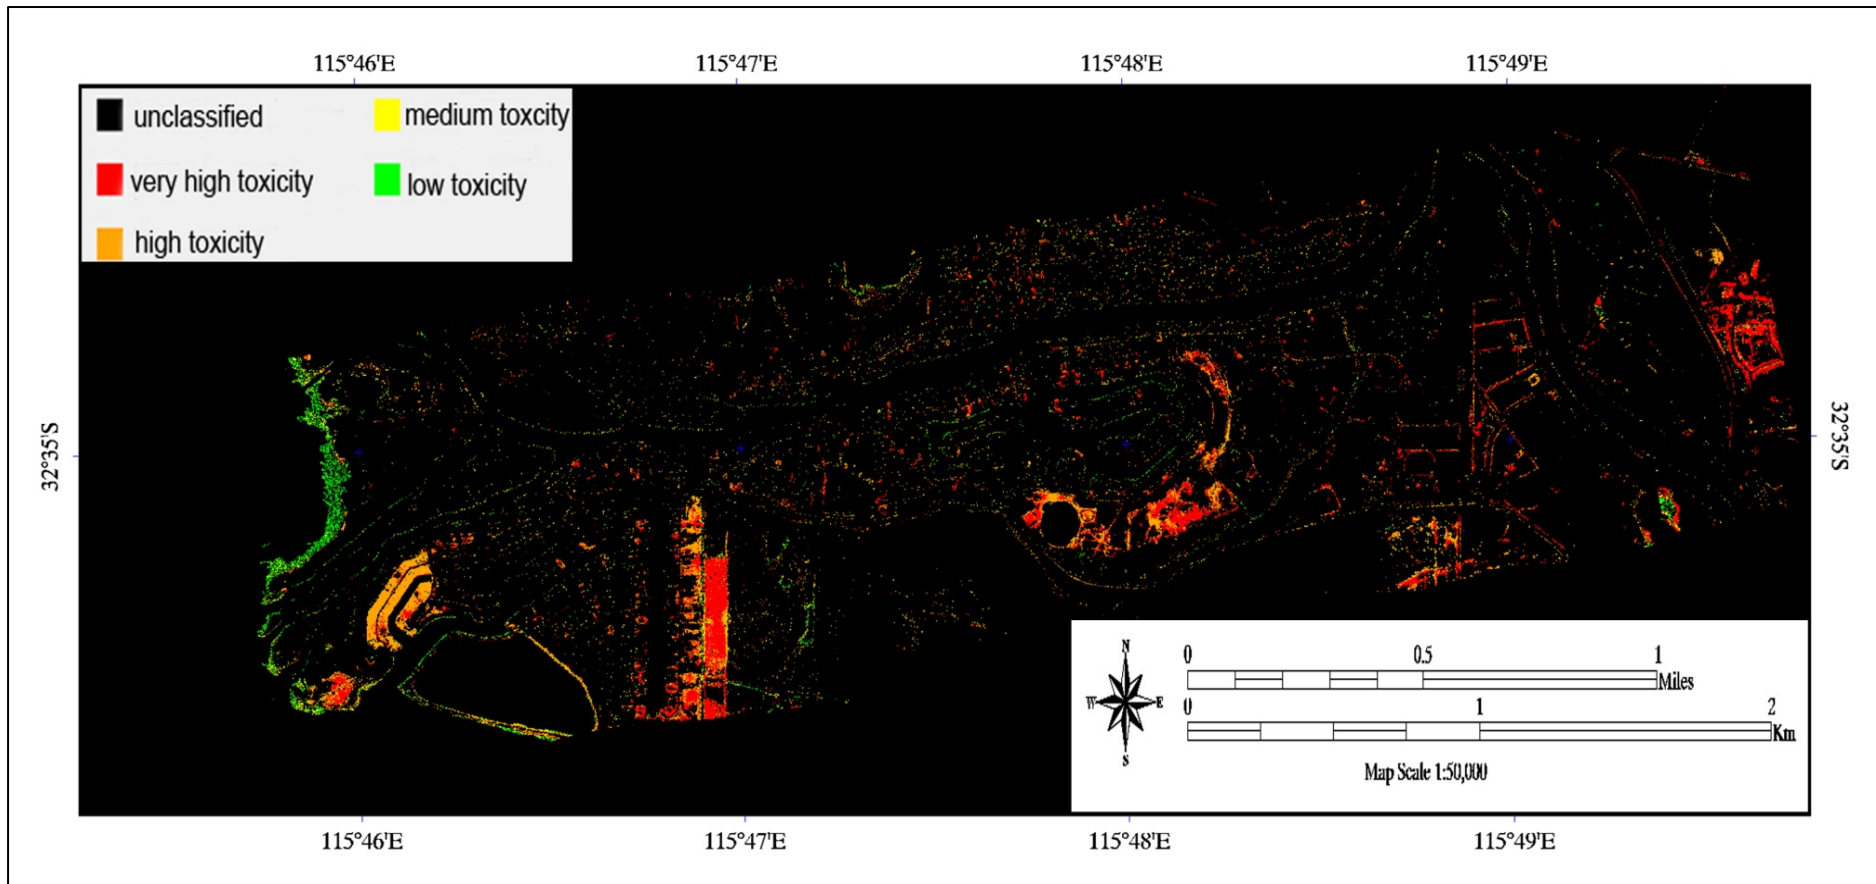 115°46'E 115°47'E 115°48'E 115°49'E
unclassified medium toxcity
very high toxicity low toxicity
high toxicity
32°35'S
32°35'S
N
W E
S
0 0.5 1
Miles
0 1 2
Km
Map Scale 1:50,000
115°46'E 115°47'E 115°48'E 115°49'E